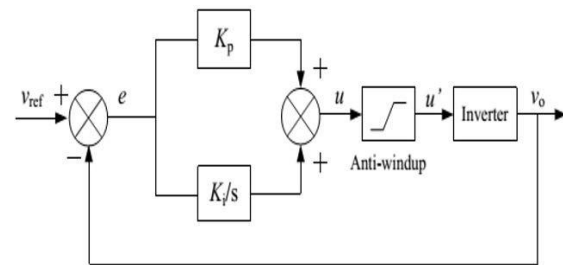 K_p
v_ref + e + u u' Inverter v_o
−
+
Anti-windup
K_i/s